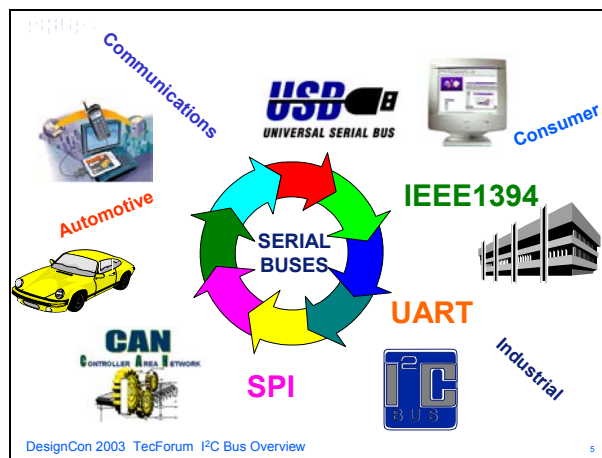 Communications
USB
UNIVERSAL SERIAL BUS
Consumer
IEEE1394
Automotive
SERIAL
BUSES
UART
CAN
CONTROLLER AREA NETWORK
SPI
I²C
BUS
Industrial
DesignCon 2003 TecForum I²C Bus Overview
5